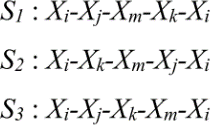 S₁ : Xᵢ-Xⱼ-Xₘ-Xₖ-Xᵢ
S₂ : Xᵢ-Xₖ-Xₘ-Xⱼ-Xᵢ
S₃ : Xᵢ-Xⱼ-Xₖ-Xₘ-Xᵢ